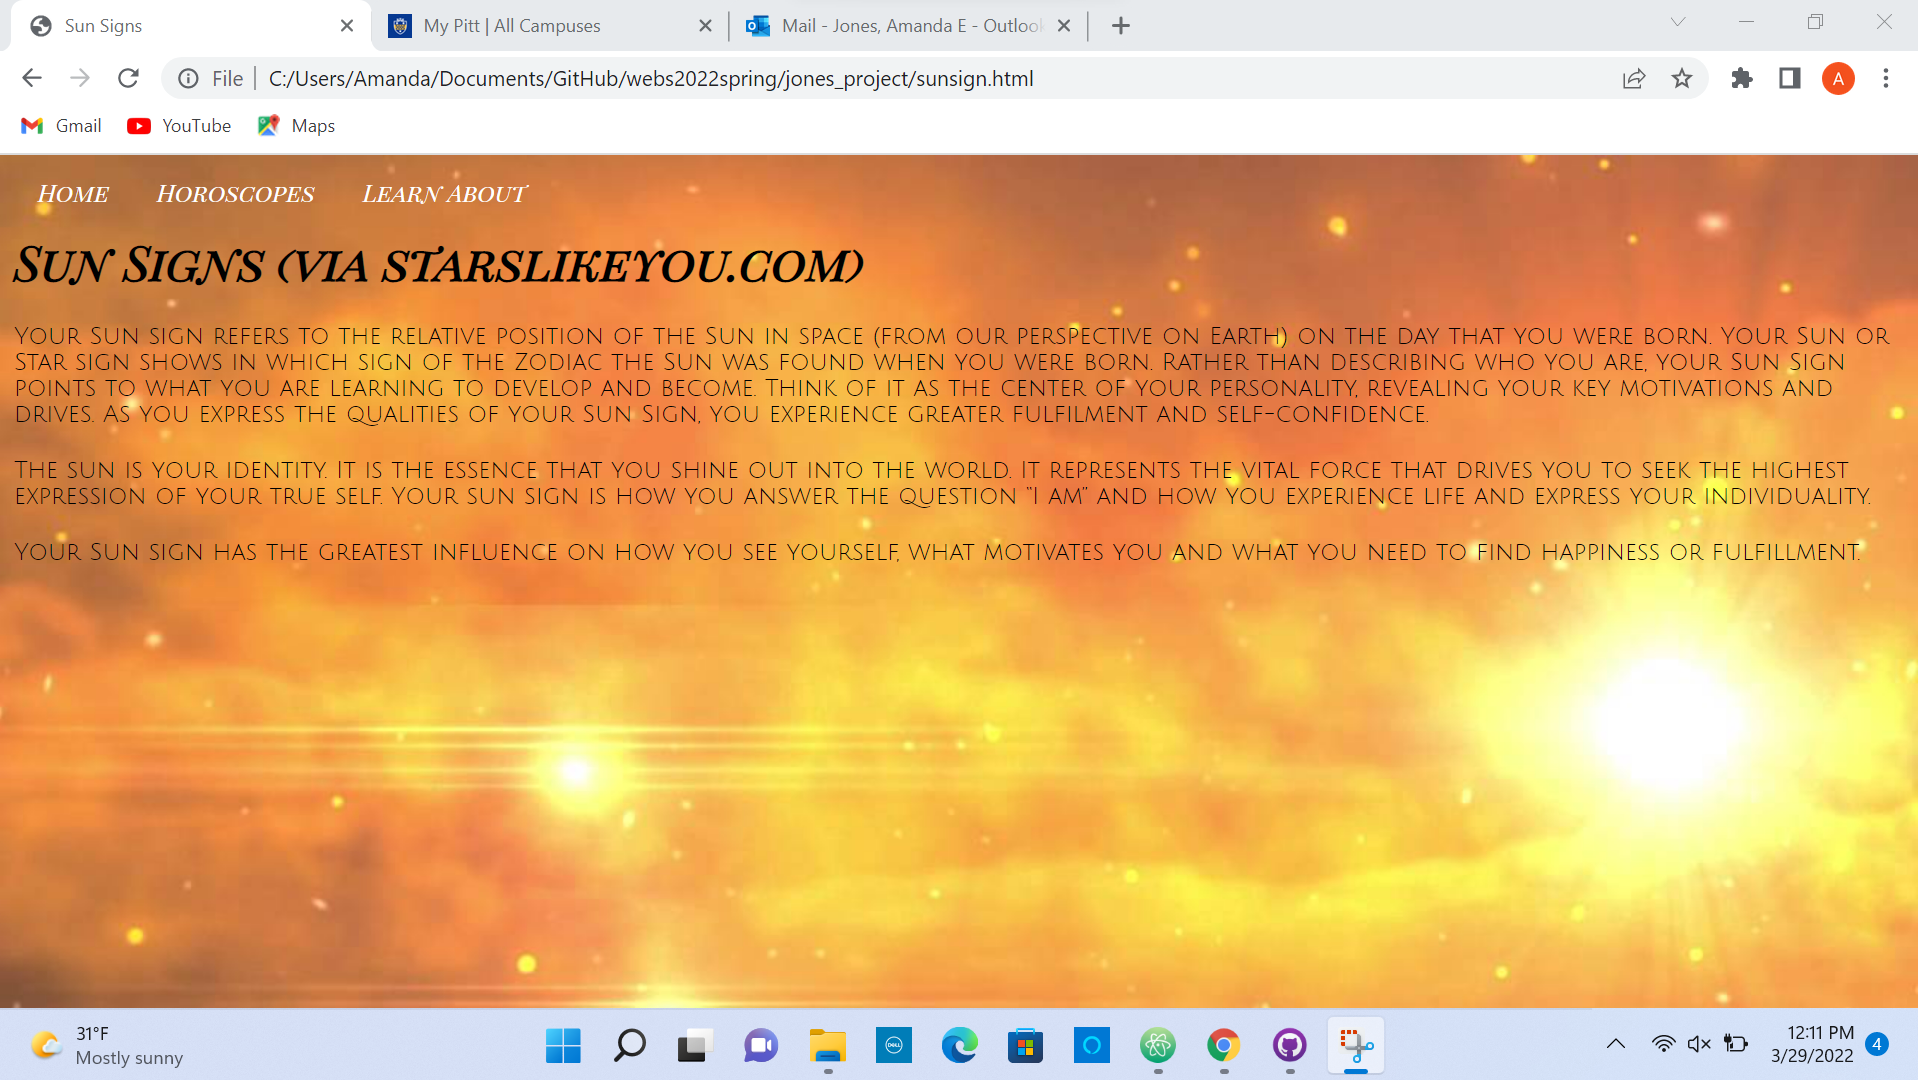 Sun Signs
My Pitt | All Campuses
Mail - Jones, Amanda E - Outlook
File
C:/Users/Amanda/Documents/GitHub/webs2022spring/jones_project/sunsign.html
A
Gmail
YouTube
Maps
Home
Horoscopes
Learn About
Sun Signs (via starslikeyou.com)
Your Sun sign refers to the relative position of the Sun in space (from our perspective on Earth) on the day that you were born. Your Sun or
Star sign shows in which sign of the Zodiac the Sun was found when you were born. Rather than describing who you are, your Sun Sign
points to what you are learning to develop and become. Think of it as the center of your personality, revealing your key motivations and
drives. As you express the qualities of your Sun Sign, you experience greater fulfilment and self-confidence.
The sun is your identity. It is the essence that you shine out into the world. It represents the vital force that drives you to seek the highest
expression of your true self. Your sun sign is how you answer the question “I am” and how you experience life and express your individuality.
Your Sun sign has the greatest influence on how you see yourself, what motivates you and what you need to find happiness or fulfillment.
31°F
Mostly sunny
DELL
12:11 PM
3/29/2022
4